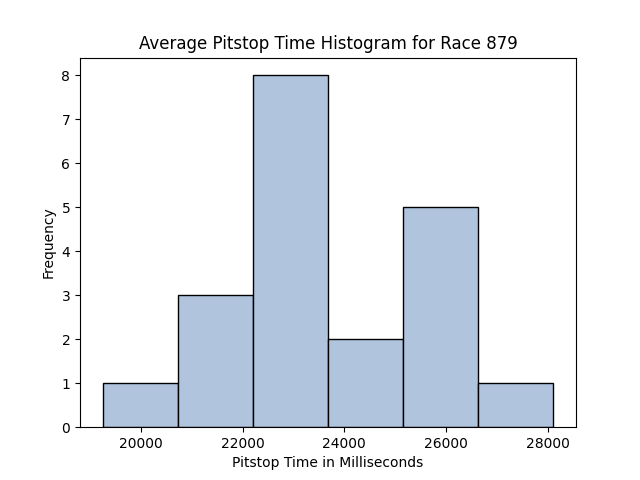 Average Pitstop Time Histogram for Race 879
8
7
6
5
4
3
2
1
0
Frequency
20000 22000 24000 26000 28000
Pitstop Time in Milliseconds